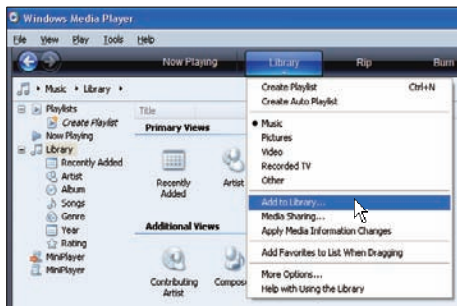 Windows Media Player
File View Play Tools Help
Now Playing Library Rip Burn
Music Library
Playlists
Create Playlist
Now Playing
Library
Recently Added
Artist
Album
Songs
Genre
Year
Rating
MiniPlayer
MiniPlayer
Title
Primary Views
Recently Added
Artist
Additional Views
Contributing Artist
Compos
Create Playlist Ctrl+N
Create Auto Playlist
Music
Pictures
Video
Recorded TV
Other
Add to Library...
Media Sharing...
Apply Media Information Changes
Add Favorites to List When Dragging
More Options...
Help with Using the Library